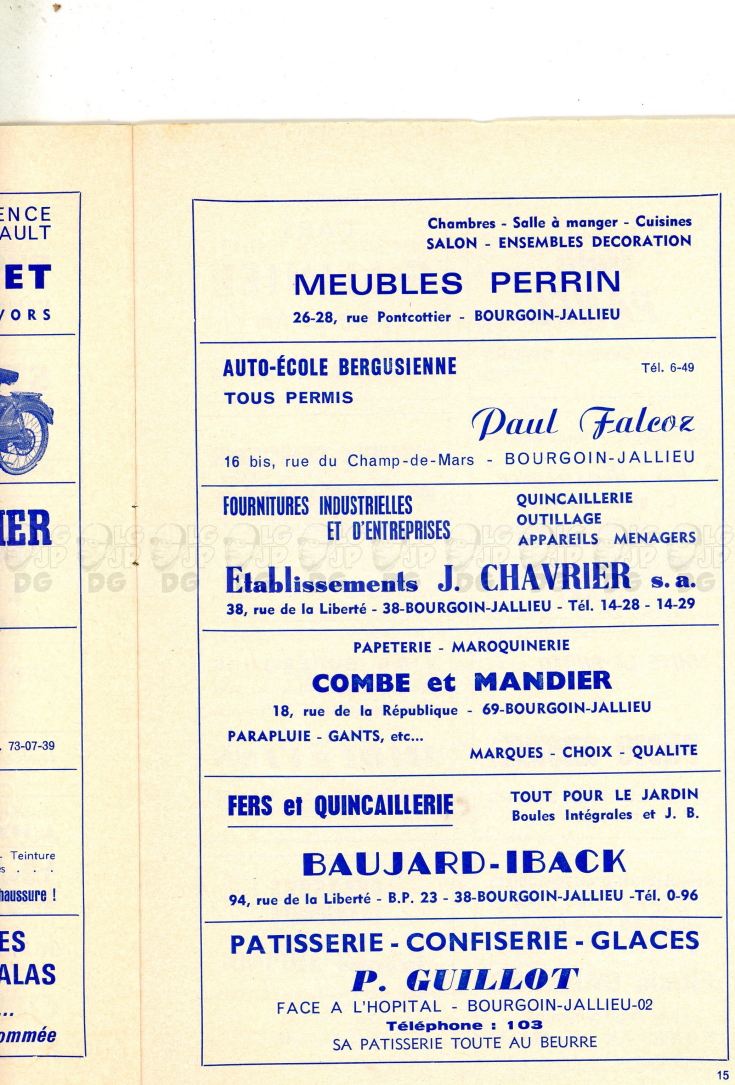 ENCE
AULT
ET
VORS
IER
. 73-07-39
- Teinture
s . . .
haussure !
ES
ALAS
...
ommée
Chambres - Salle à manger - Cuisines
SALON - ENSEMBLES DECORATION
MEUBLES PERRIN
26-28, rue Pontcottier - BOURGOIN-JALLIEU
AUTO-ÉCOLE BERGUSIENNE
Tél. 6-49
TOUS PERMIS
Paul Falcoz
16 bis, rue du Champ-de-Mars - BOURGOIN-JALLIEU
FOURNITURES INDUSTRIELLES
ET D'ENTREPRISES
QUINCAILLERIE
OUTILLAGE
APPAREILS MENAGERS
Etablissements J. CHAVRIER s. a.
38, rue de la Liberté - 38-BOURGOIN-JALLIEU - Tél. 14-28 - 14-29
PAPETERIE - MAROQUINERIE
COMBE et MANDIER
18, rue de la République - 69-BOURGOIN-JALLIEU
PARAPLUIE - GANTS, etc...
MARQUES - CHOIX - QUALITE
FERS et QUINCAILLERIE
TOUT POUR LE JARDIN
Boules Intégrales et J. B.
BAUJARD-IBACK
94, rue de la Liberté - B.P. 23 - 38-BOURGOIN-JALLIEU -Tél. 0-96
PATISSERIE - CONFISERIE - GLACES
P. GUILLOT
FACE A L'HOPITAL - BOURGOIN-JALLIEU-02
Téléphone : 103
SA PATISSERIE TOUTE AU BEURRE
15